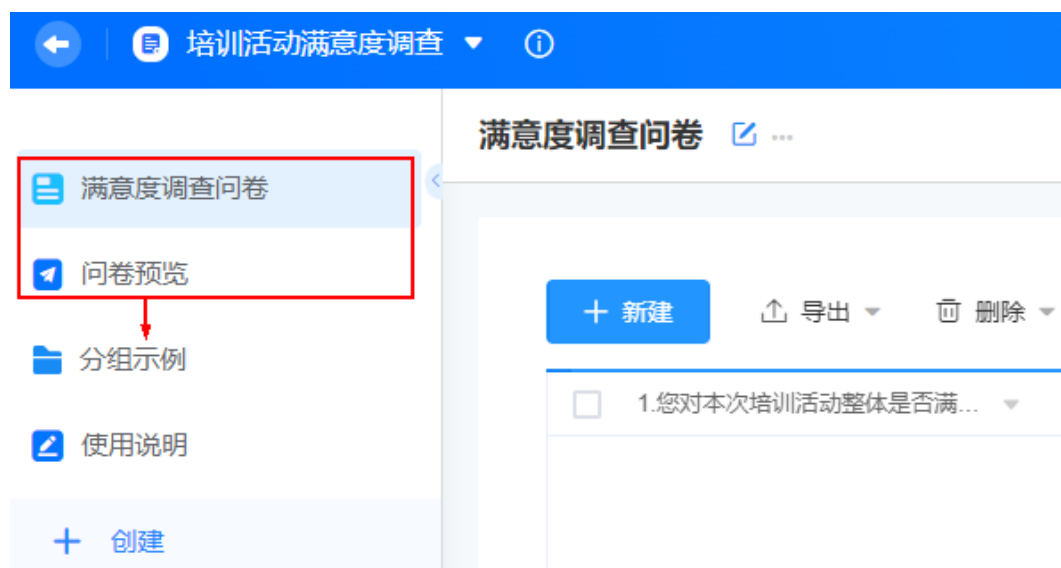 培训活动满意度调查
满意度调查问卷
满意度调查问卷
问卷预览
分组示例
使用说明
创建
新建 导出 删除
1.您对本次培训活动整体是否满...